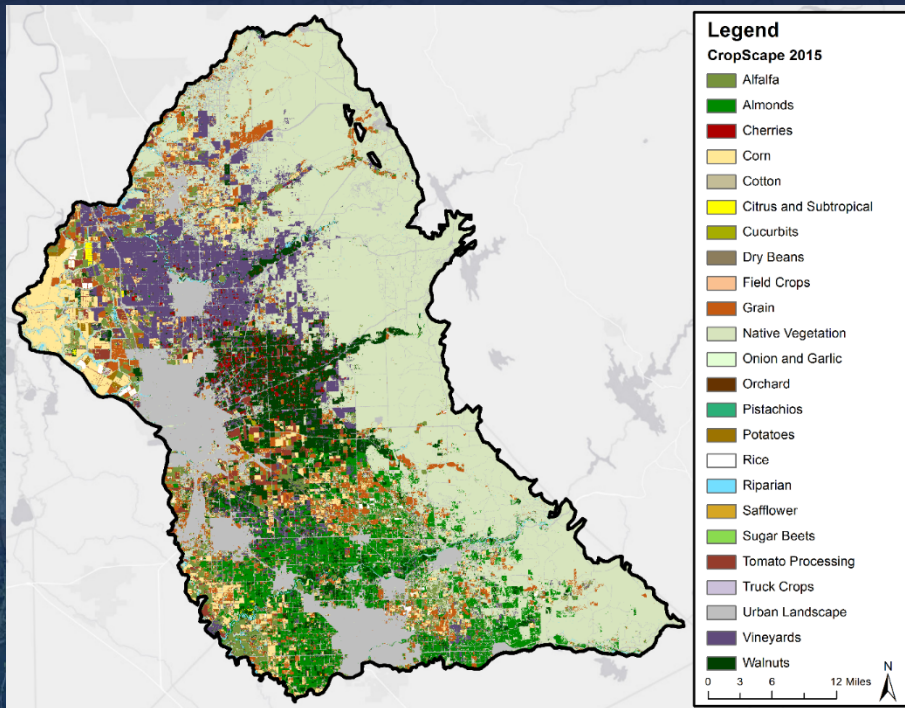 Legend
CropScape 2015
Alfalfa
Almonds
Cherries
Corn
Cotton
Citrus and Subtropical
Cucurbits
Dry Beans
Field Crops
Grain
Native Vegetation
Onion and Garlic
Orchard
Pistachios
Potatoes
Rice
Riparian
Safflower
Sugar Beets
Tomato Processing
Truck Crops
Urban Landscape
Vineyards
Walnuts
0 3 6 12 Miles
N